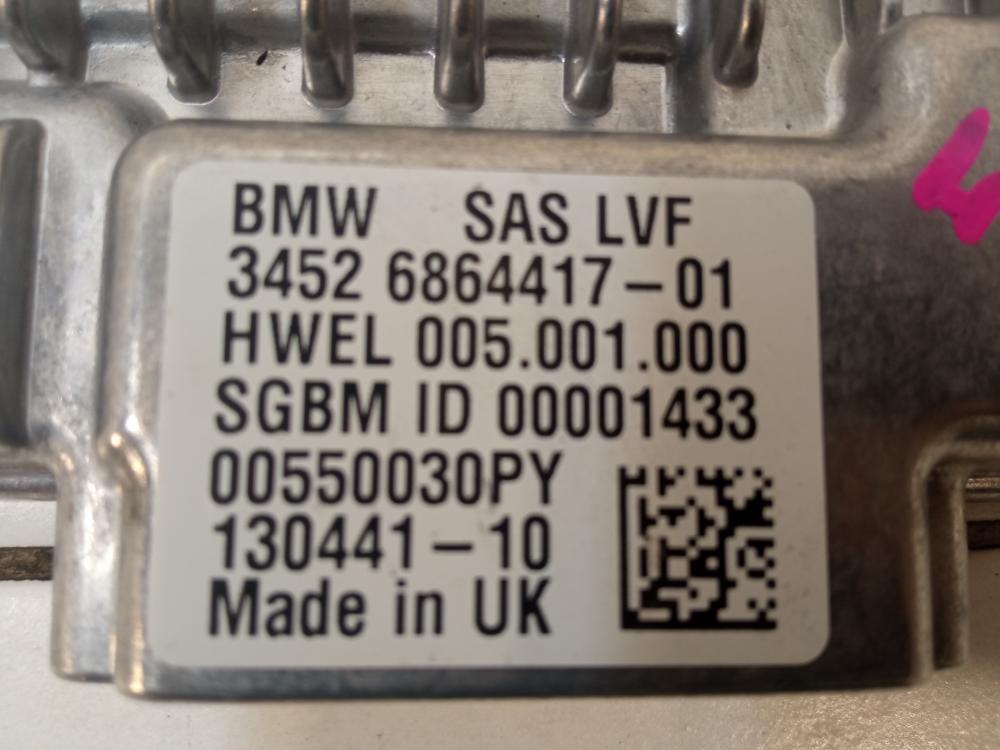 BMW SAS LVF
3452 6864417-01
HWEL 005.001.000
SGBM ID 00001433
00550030PY
130441-10
Made in UK